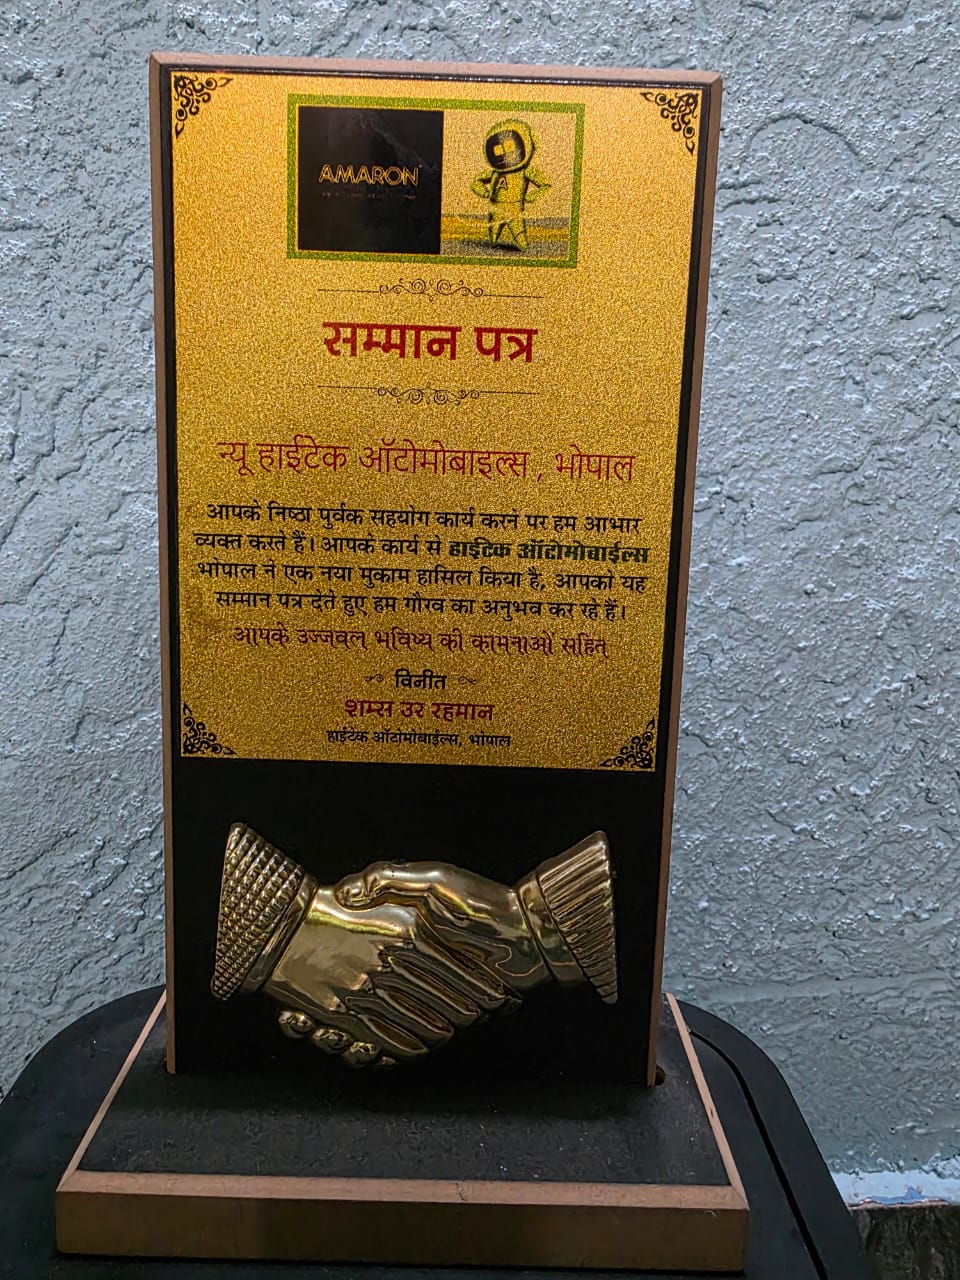 AMARON
सम्मान पत्र
न्यू हाईटेक ऑटोमोबाइल्स, भोपाल
आपके निष्ठा पुर्वक सहयोग कार्य करने पर हम आभार
व्यक्त करते हैं। आपके कार्य से हाईटेक ऑटोमोबाईल्स
भोपाल ने एक नया मुकाम हासिल किया है, आपको यह
सम्मान पत्र देते हुए हम गौरव का अनुभव कर रहे हैं।
आपके उज्जवल भविष्य की कामनाओं सहित्
विनीत
शम्स उर रहमान
हाईटेक ऑटोमोबाईल्स, भोपाल